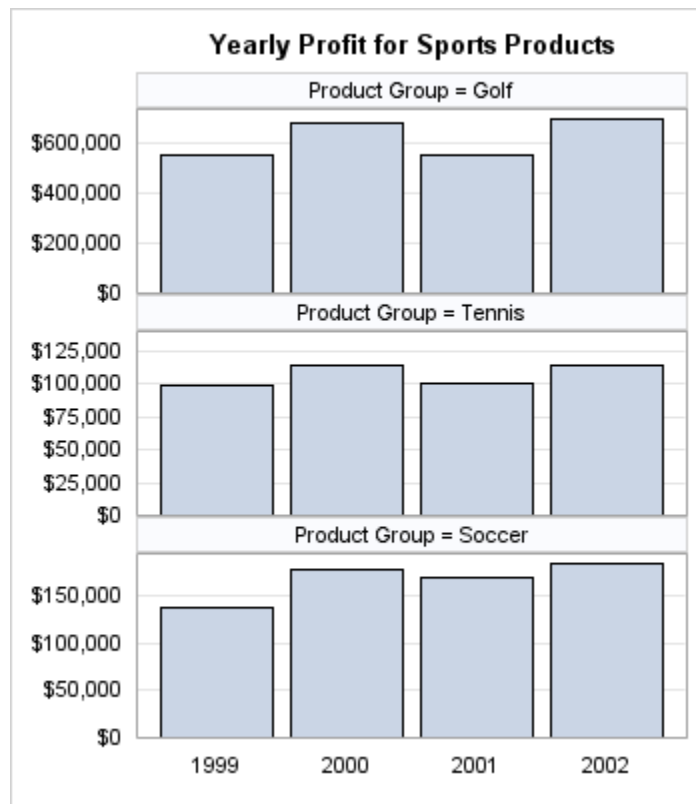 Yearly Profit for Sports Products
Product Group = Golf
$600,000
$400,000
$200,000
$0
Product Group = Tennis
$125,000
$100,000
$75,000
$50,000
$25,000
$0
Product Group = Soccer
$150,000
$100,000
$50,000
$0
1999 2000 2001 2002